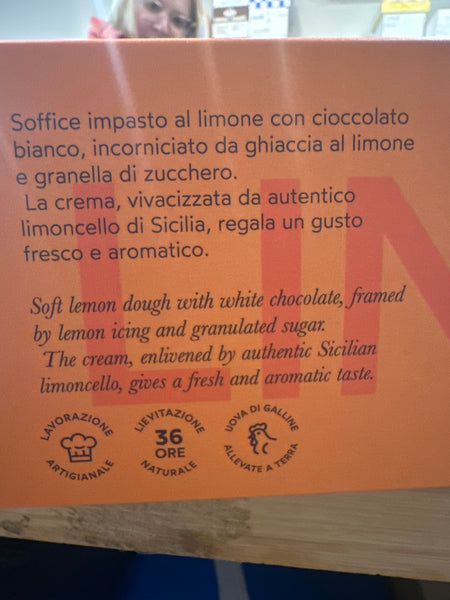 Soffice impasto al limone con cioccolato
bianco, incorniciato da ghiaccia al limone
e granella di zucchero.
La crema, vivacizzata da autentico
limoncello di Sicilia, regala un gusto
fresco e aromatico.
Soft lemon dough with white chocolate, framed
by lemon icing and granulated sugar.
The cream, enlivened by authentic Sicilian
limoncello, gives a fresh and aromatic taste.
LAVORAZIONE
ARTIGIANALE
LIEVITAZIONE
36
ORE
NATURALE
UOVA DI GALLINE
ALLEVATE A TERRA
LIM